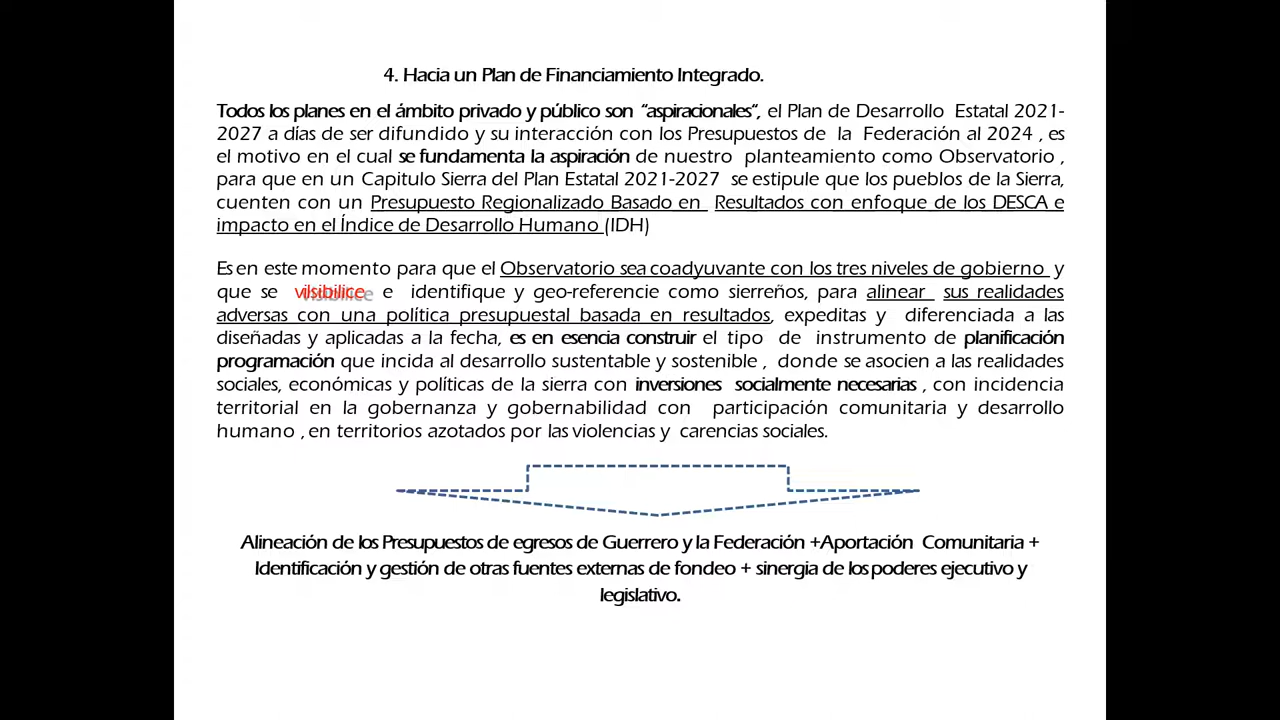 4. Hacia un Plan de Financiamiento Integrado.
Todos los planes en el ámbito privado y público son “aspiracionales“, el Plan de Desarrollo Estatal 2021-
2027 a días de ser difundido y su interacción con los Presupuestos de la Federación al 2024 , es
el motivo en el cual se fundamenta la aspiración de nuestro planteamiento como Observatorio ,
para que en un Capitulo Sierra del Plan Estatal 2021-2027 se estipule que los pueblos de la Sierra,
cuenten con un Presupuesto Regionalizado Basado en Resultados con enfoque de los DESCA e
impacto en el Índice de Desarrollo Humano (IDH)
Es en este momento para que el Observatorio sea coadyuvante con los tres niveles de gobierno y
que se vilsibilice e identifique y geo-referencie como sierreños, para alinear sus realidades
adversas con una política presupuestal basada en resultados, expeditas y diferenciada a las
diseñadas y aplicadas a la fecha, es en esencia construir el tipo de instrumento de planificación
programación que incida al desarrollo sustentable y sostenible , donde se asocien a las realidades
sociales, económicas y políticas de la sierra con inversiones socialmente necesarias , con incidencia
territorial en la gobernanza y gobernabilidad con participación comunitaria y desarrollo
humano , en territorios azotados por las violencias y carencias sociales.
Alineación de los Presupuestos de egresos de Guerrero y la Federación +Aportación Comunitaria +
Identificación y gestión de otras fuentes externas de fondeo + sinergia de los poderes ejecutivo y
legislativo.